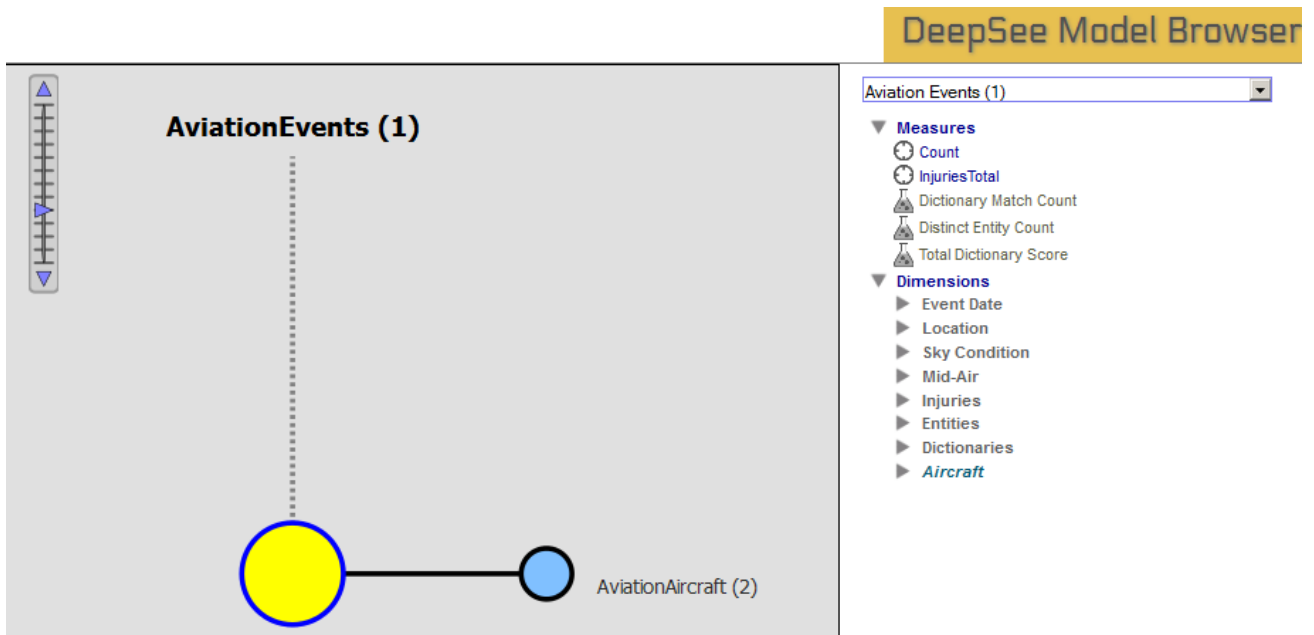 DeepSee Model Browser
AviationEvents (1)
AviationAircraft (2)
Aviation Events (1)
Measures
Count
InjuriesTotal
Dictionary Match Count
Distinct Entity Count
Total Dictionary Score
Dimensions
Event Date
Location
Sky Condition
Mid-Air
Injuries
Entities
Dictionaries
Aircraft